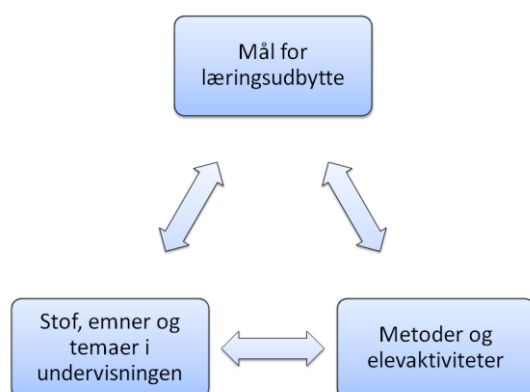 Mål for
læringsudbytte
Stof, emner og
temaer i
undervisningen
Metoder og
elevaktiviteter